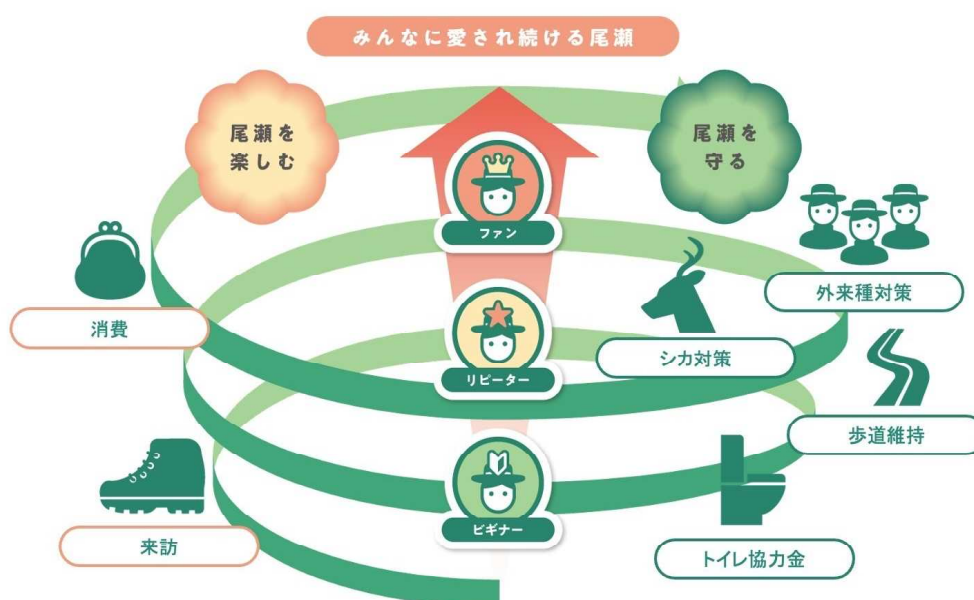 みんなに愛され続ける尾瀬
尾瀬を
楽しむ
尾瀬を
守る
ファン
消費
外来種対策
シカ対策
リピーター
歩道維持
来訪
ビギナー
トイレ協力金